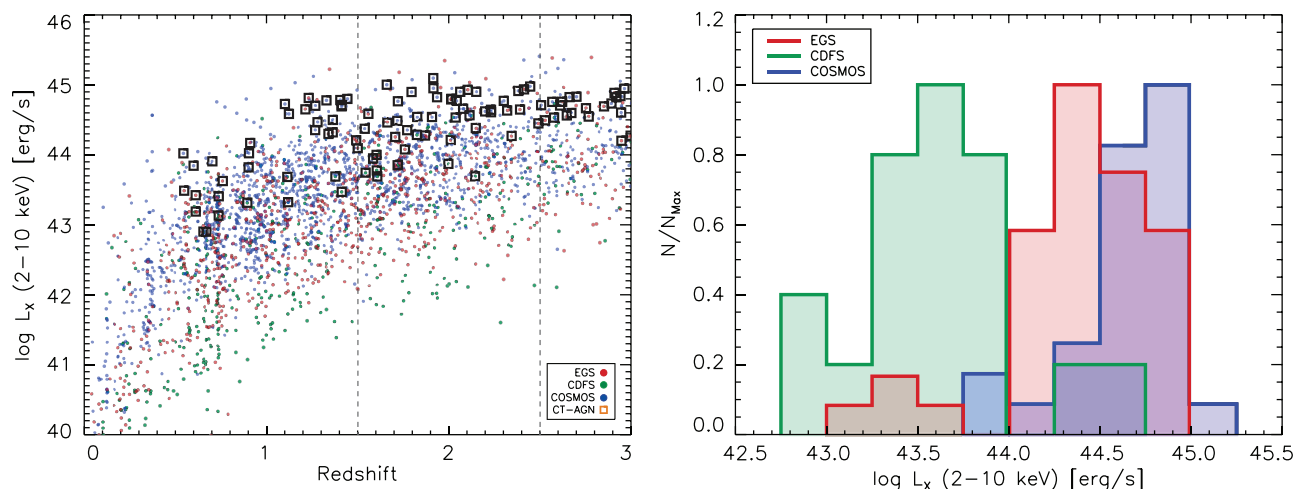 46
45
44
43
42
41
40
log Lx (2−10 keV) [erg/s]
0
1
2
3
Redshift
EGS
CDFS
COSMOS
CT−AGN
1.2
1.0
0.8
0.6
0.4
0.2
0.0
N/NMax
EGS
CDFS
COSMOS
42.5
43.0
43.5
44.0
44.5
45.0
45.5
log Lx (2−10 keV) [erg/s]